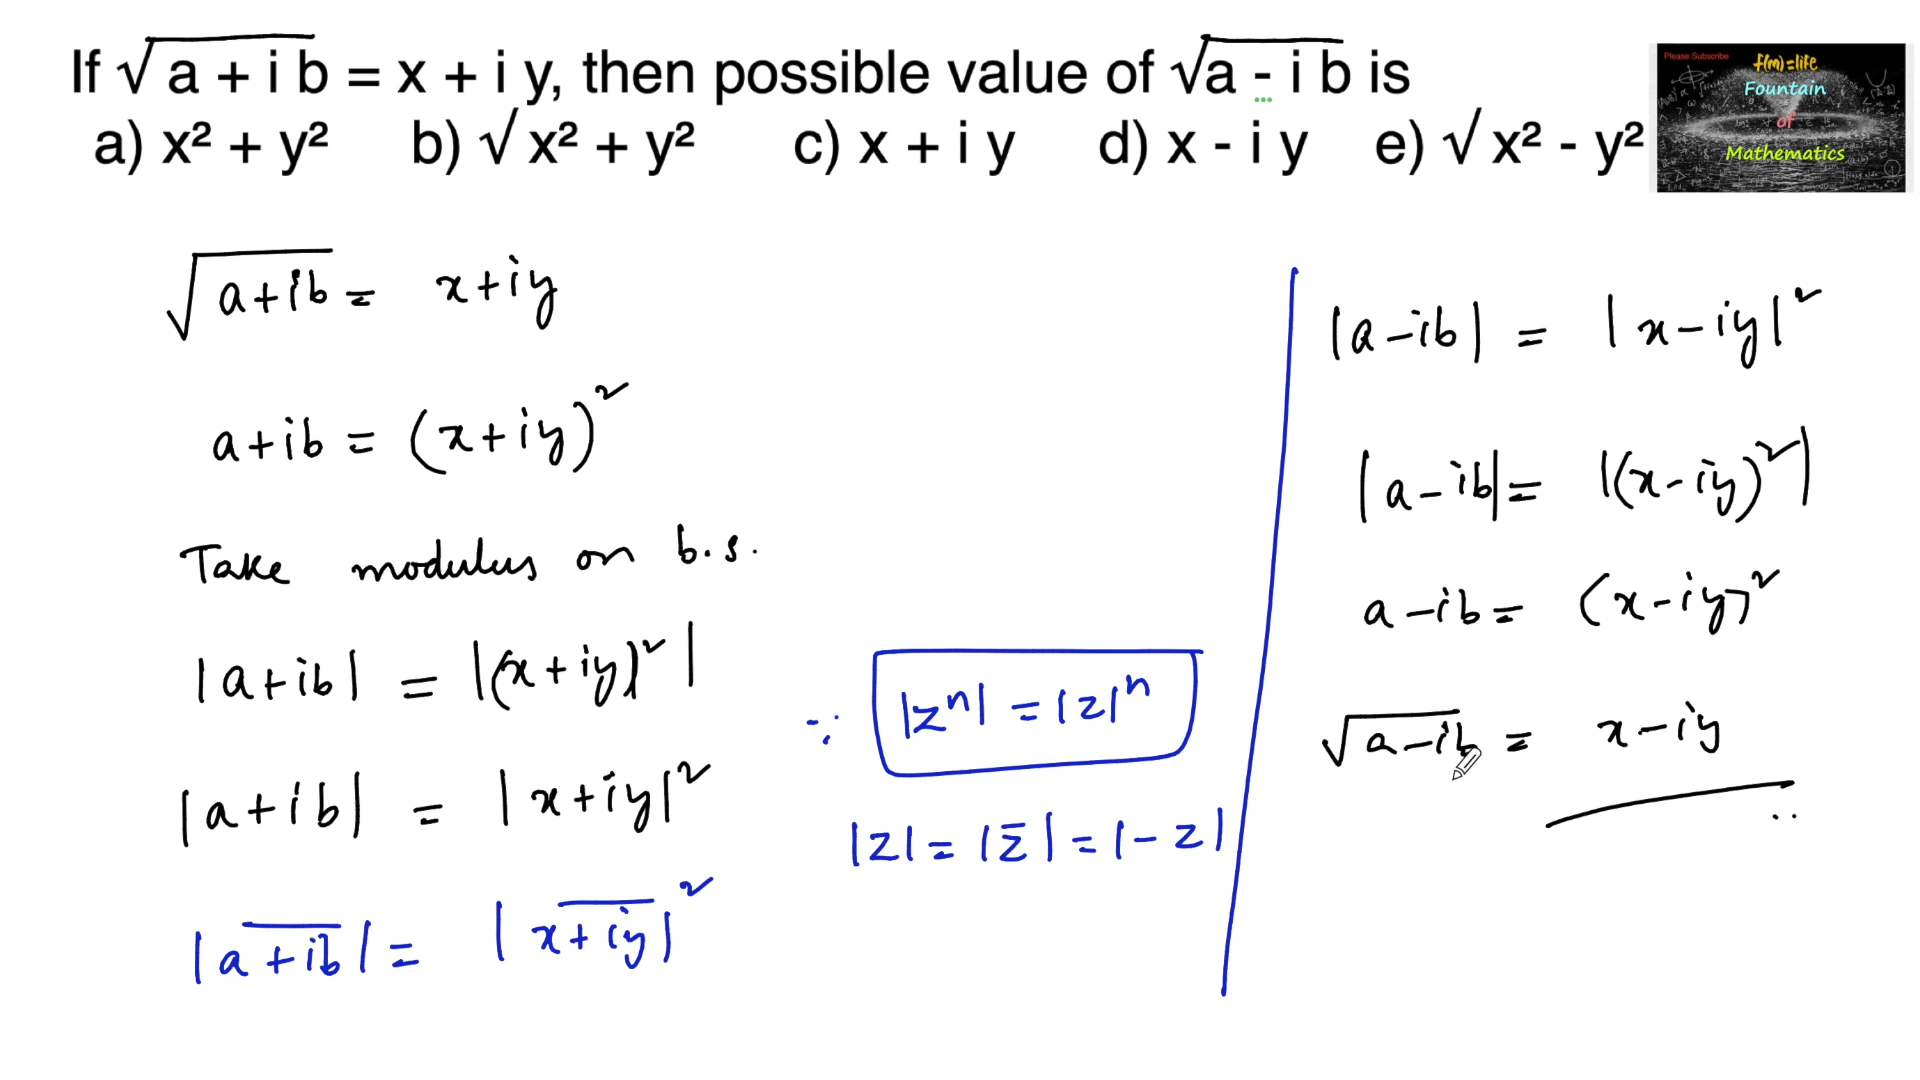 If √a + i b = x + i y, then possible value of √a - i b is
a) x² + y² b) √x² + y² c) x + i y d) x - i y e) √x² - y²
Please Subscribe
f(m)=life
Fountain
of
Mathematics
√a+ib = x+iy
a+ib = (x+iy)²
Take modulus on b.s.
|a+ib| = |(x+iy)²|
|a+ib| = |x+iy|²
|a̅+̅i̅b̅| = |x̅+̅i̅y̅|²
∵ |zⁿ| = |z|ⁿ
|z| = |z̅| = |-z|
|a-ib| = |x-iy|²
|a-ib| = |(x-iy)²|
a-ib = (x-iy)²
√a-ib = x-iy